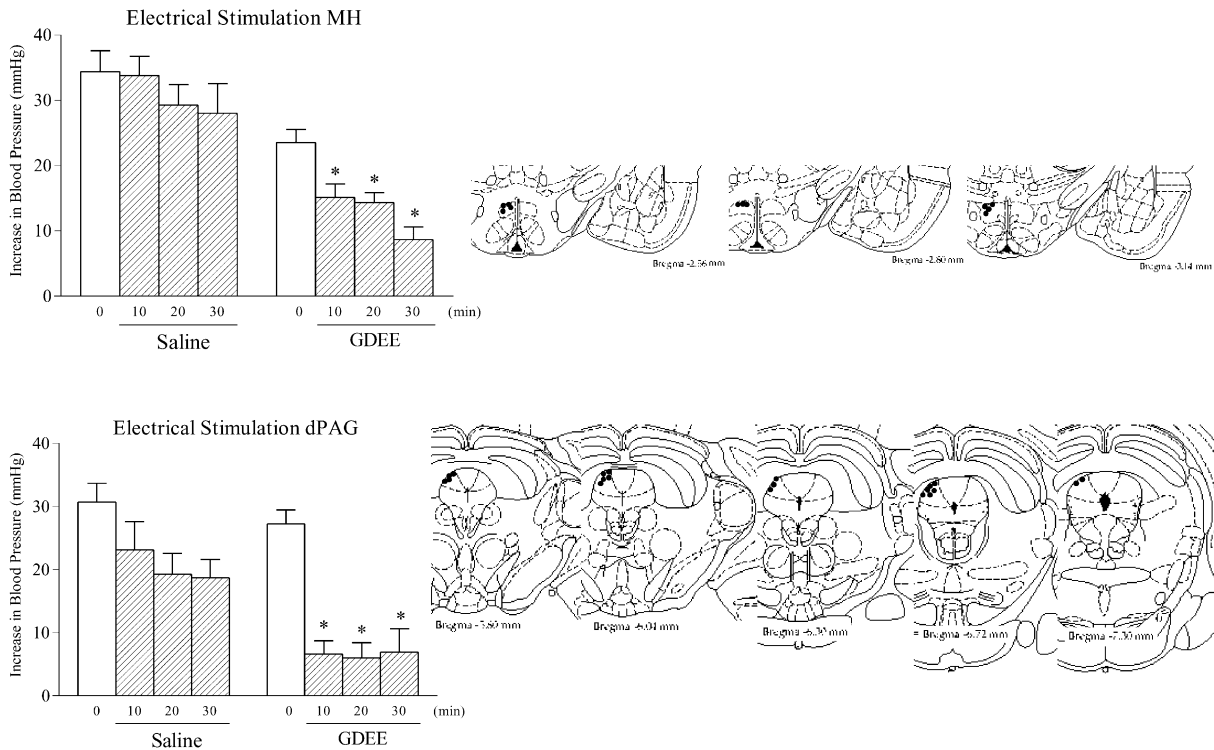 Electrical Stimulation MH
Increase in Blood Pressure (mmHg)
40
30
20
10
0
* * *
0 10 20 30 0 10 20 30 (min)
Saline GDEE
Bregma -2.56 mm
Bregma -2.80 mm
Bregma -3.14 mm
Electrical Stimulation dPAG
Increase in Blood Pressure (mmHg)
40
30
20
10
0
* * *
0 10 20 30 0 10 20 30 (min)
Saline GDEE
Bregma -5.80 mm
Bregma -6.04 mm
Bregma -6.30 mm
Bregma -6.72 mm
Bregma -7.30 mm